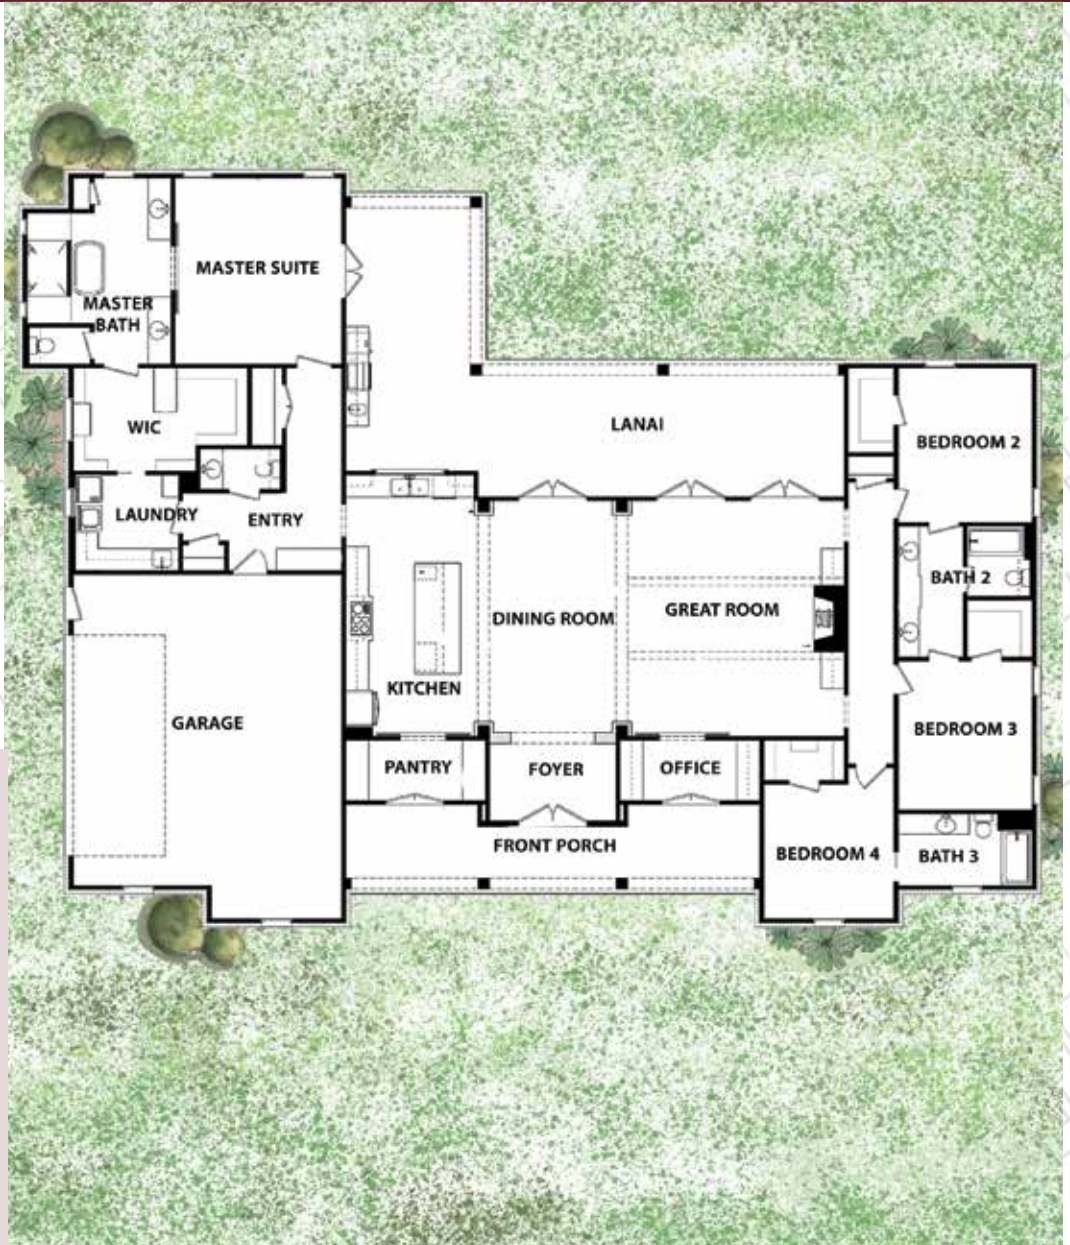 MASTER SUITE
MASTER
BATH
WIC
LANAI
BEDROOM 2
LAUNDRY
ENTRY
BATH 2
DINING ROOM
GREAT ROOM
KITCHEN
GARAGE
BEDROOM 3
PANTRY
FOYER
OFFICE
FRONT PORCH
BEDROOM 4
BATH 3